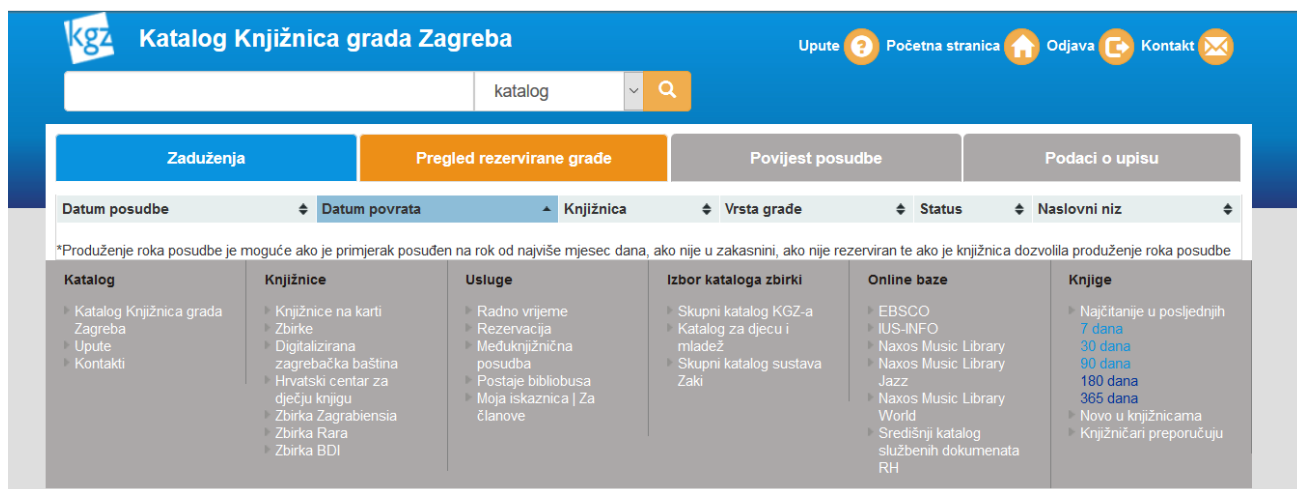 kgz
Katalog Knjižnica grada Zagreba
Upute ? Početna stranica Odjava Kontakt
katalog
Zaduženja Pregled rezervirane građe Povijest posudbe Podaci o upisu
Datum posudbe Datum povrata Knjižnica Vrsta građe Status Naslovni niz
*Produženje roka posudbe je moguće ako je primjerak posuđen na rok od najviše mjesec dana, ako nije u zakasnini, ako nije rezerviran te ako je knjižnica dozvolila produženje roka posudbe
Katalog
Katalog Knjižnica grada
Zagreba
Upute
Kontakti
Knjižnice
Knjižnice na karti
Zbirke
Digitalizirana
zagrebačka baština
Hrvatski centar za
dječju knjigu
Zbirka Zagrabiensia
Zbirka Rara
Zbirka BDI
Usluge
Radno vrijeme
Rezervacija
Međuknjižnična
posudba
Postaje bibliobusa
Moja iskaznica | Za
članove
Izbor kataloga zbirki
Skupni katalog KGZ-a
Katalog za djecu i
mladež
Skupni katalog sustava
Zaki
Online baze
EBSCO
IUS-INFO
Naxos Music Library
Naxos Music Library
Jazz
Naxos Music Library
World
Središnji katalog
službenih dokumenata
RH
Knjige
Najčitanije u posljednjih
7 dana
30 dana
90 dana
180 dana
365 dana
Novo u knjižnicama
Knjižničari preporučuju